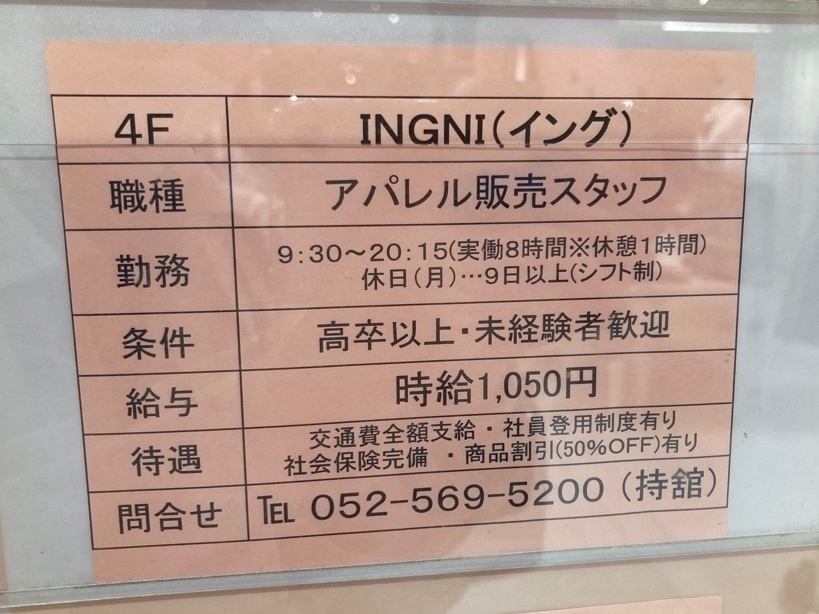 4F INGNI(イング)
職種 アパレル販売スタッフ
勤務 9:30～20:15(実働8時間※休憩1時間)
休日(月)…9日以上(シフト制)
条件 高卒以上・未経験者歓迎
給与 時給1,050円
待遇 交通費全額支給・社員登用制度有り
社会保険完備 ・商品割引(50%OFF)有り
問合せ ℡ 052-569-5200 (持舘)